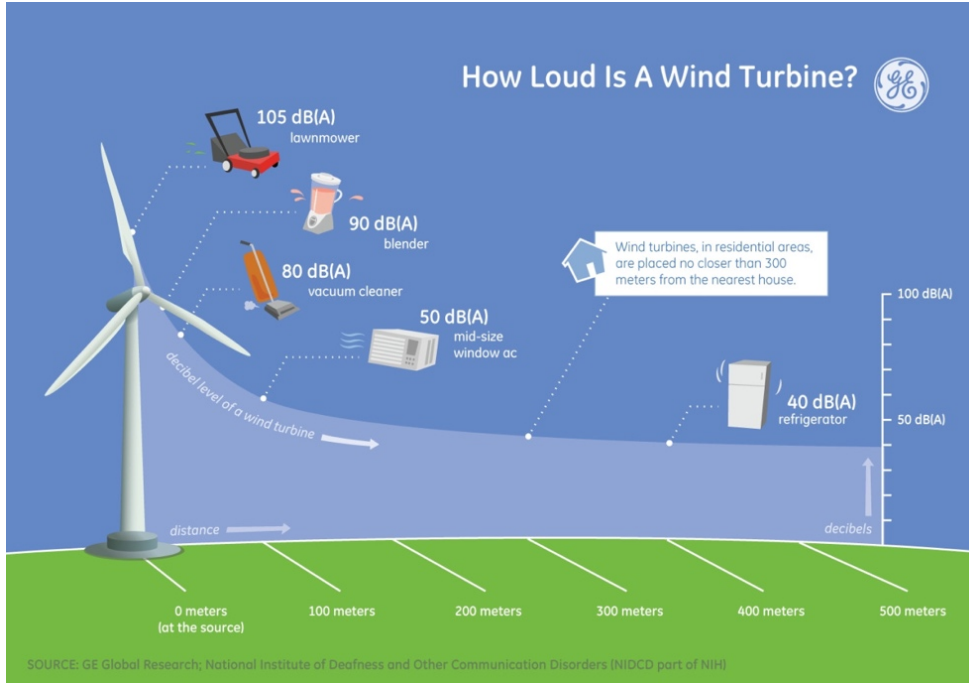 How Loud Is A Wind Turbine?
GE
105 dB(A)
lawnmower
90 dB(A)
blender
80 dB(A)
vacuum cleaner
50 dB(A)
mid-size
window ac
Wind turbines, in residential areas,
are placed no closer than 300
meters from the nearest house.
100 dB(A)
40 dB(A)
refrigerator
50 dB(A)
decibel level of a wind turbine
distance
decibels
0 meters
(at the source)
100 meters
200 meters
300 meters
400 meters
500 meters
SOURCE: GE Global Research; National Institute of Deafness and Other Communication Disorders (NIDCD part of NIH)